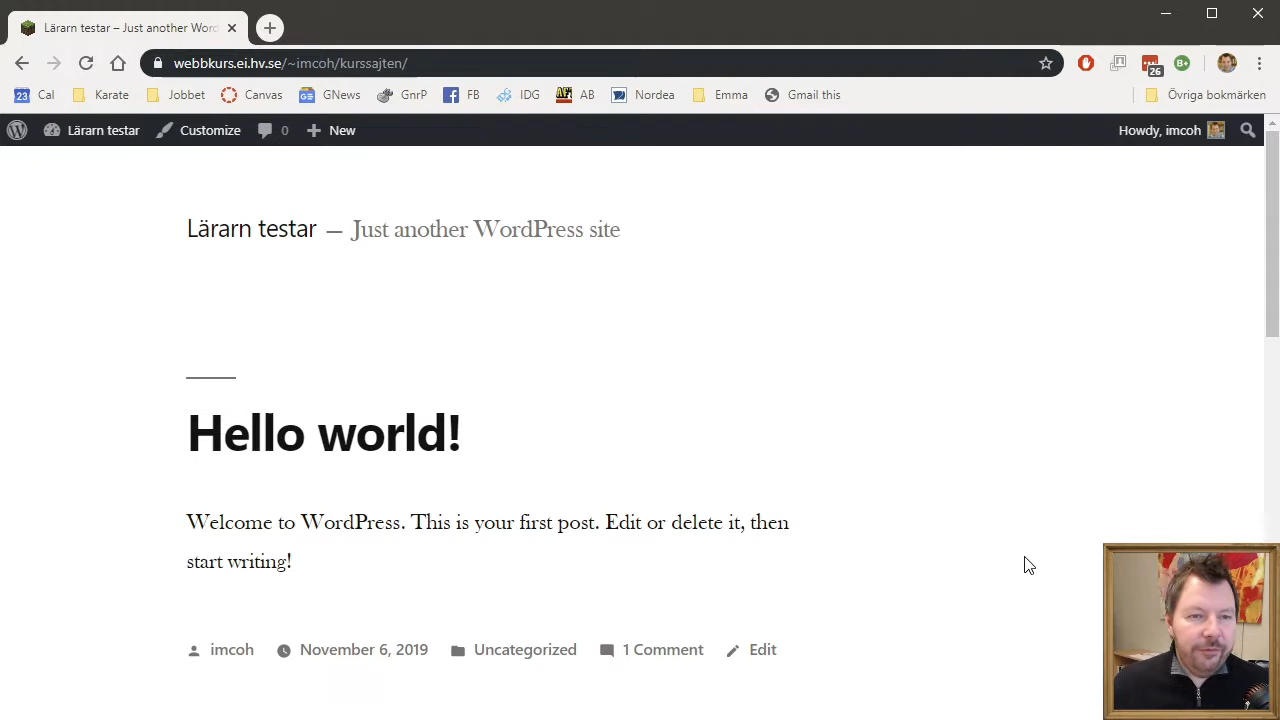 Lärarn testar – Just another Wor
webbkurs.ei.hv.se/~imcoh/kurssajten/
26
23 Cal Karate Jobbet Canvas GNews GnrP FB IDG AB Nordea Emma Gmail this Övriga bokmärken
Lärarn testar Customize 0 New Howdy, imcoh
Lärarn testar — Just another WordPress site
Hello world!
Welcome to WordPress. This is your first post. Edit or delete it, then
start writing!
imcoh November 6, 2019 Uncategorized 1 Comment Edit